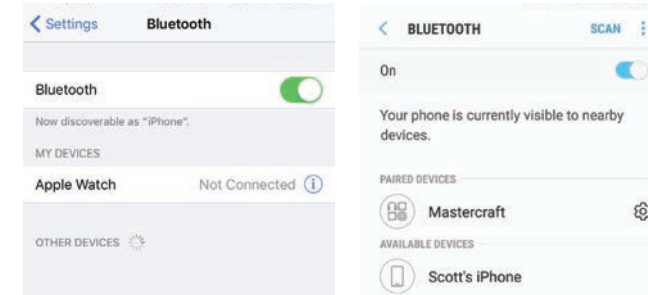 Settings Bluetooth
Bluetooth
Now discoverable as "iPhone".
MY DEVICES
Apple Watch Not Connected
OTHER DEVICES
BLUETOOTH SCAN
On
Your phone is currently visible to nearby
devices.
PAIRED DEVICES
Mastercraft
AVAILABLE DEVICES
Scott's iPhone